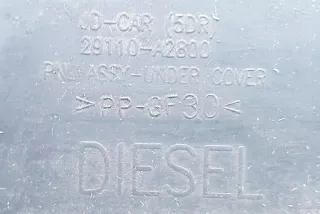 JD-CAR (5DR)
29110-A2800
PNL ASSY-UNDER COVER
>PP-GF30<
DIESEL